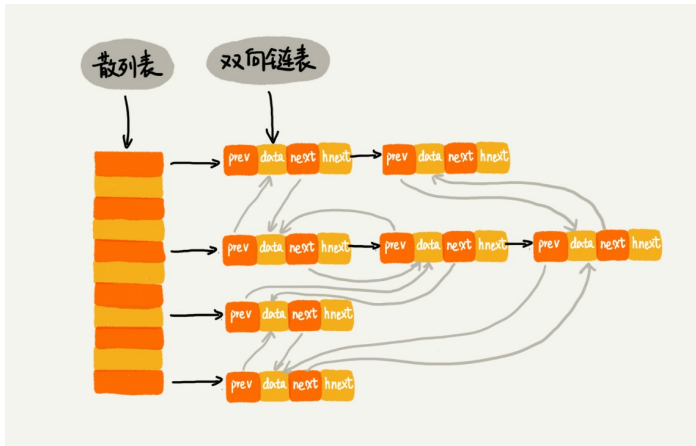 散列表 双向链表
prev data next hnext prev data next hnext
prev data next hnext prev data next hnext prev data next hnext
prev data next hnext
prev data next hnext